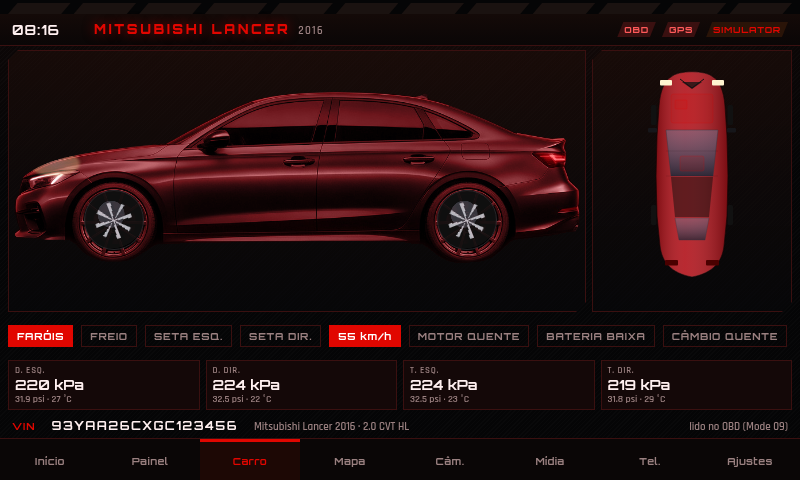 08:16 MITSUBISHI LANCER 2016 OBD GPS SIMULATOR
FARÓIS FREIO SETA ESQ. SETA DIR. 55 km/h MOTOR QUENTE BATERIA BAIXA CÂMBIO QUENTE
D. ESQ. D. DIR. T. ESQ. T. DIR.
220 kPa 224 kPa 224 kPa 219 kPa
31.9 psi · 27 °C 32.5 psi · 22 °C 32.5 psi · 23 °C 31.8 psi · 29 °C
VIN 93YAA26CXGC123456 Mitsubishi Lancer 2016 · 2.0 CVT HL lido no OBD (Mode 09)
Início Painel Carro Mapa Câm. Mídia Tel. Ajustes